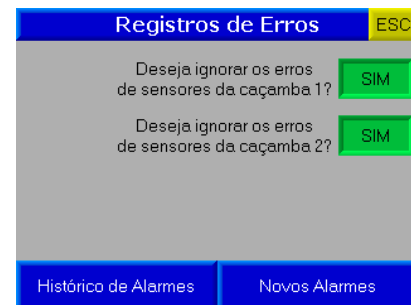 Registros de Erros
ESC
Deseja ignorar os erros
de sensores da caçamba 1?
SIM
Deseja ignorar os erros
de sensores da caçamba 2?
SIM
Histórico de Alarmes
Novos Alarmes